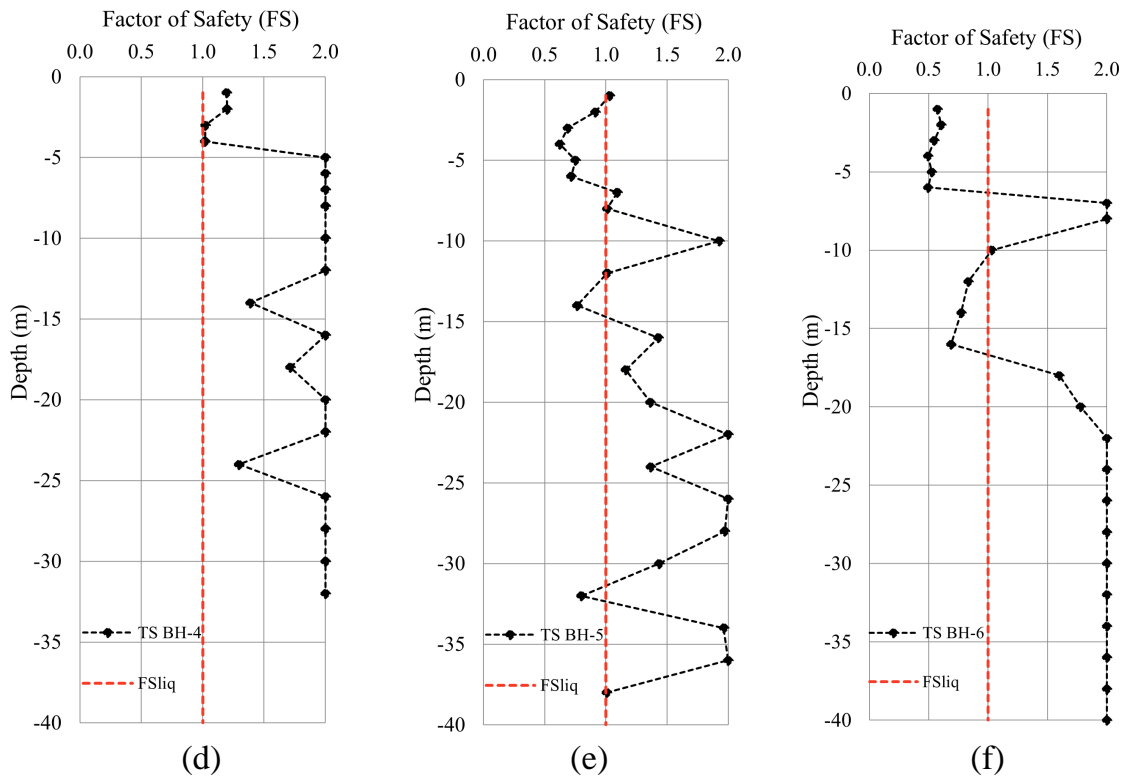 Factor of Safety (FS)
0.0 0.5 1.0 1.5 2.0
0
-5
-10
-15
-20
-25
-30
-35
-40
Depth (m)
TS BH-4
FSliq
(d)
Factor of Safety (FS)
0.0 0.5 1.0 1.5 2.0
0
-5
-10
-15
-20
-25
-30
-35
-40
Depth (m)
TS BH-5
FSliq
(e)
Factor of Safety (FS)
0.0 0.5 1.0 1.5 2.0
0
-5
-10
-15
-20
-25
-30
-35
-40
Depth (m)
TS BH-6
FSliq
(f)